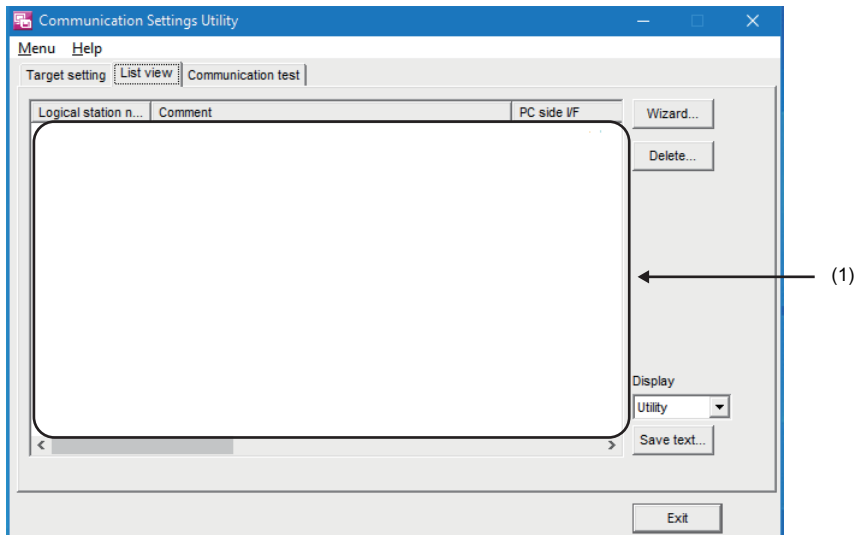 Communication Settings Utility
Menu Help
Target setting List view Communication test
Logical station n... Comment PC side I/F
Wizard...
Delete...
(1)
Display
Utility
Save text...
Exit